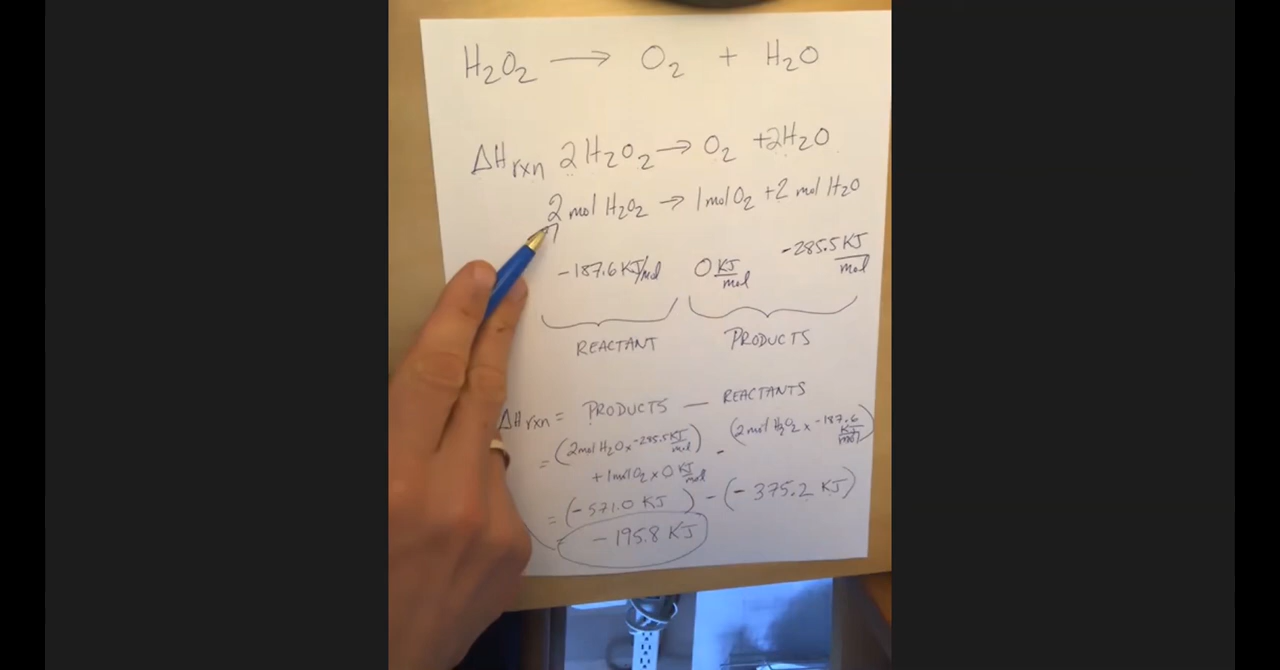 H₂O₂ → O₂ + H₂O
ΔHrxn 2H₂O₂ → O₂ + 2H₂O
2 mol H₂O₂ → 1 mol O₂ + 2 mol H₂O
-187.6 KJ/mol 0 KJ/mol -285.5 KJ/mol
REACTANT PRODUCTS
ΔHrxn = PRODUCTS — REACTANTS
= (2 mol H₂O x -285.5 KJ/mol - (2 mol H₂O₂ x -187.6 KJ/mol)
+ 1 mol O₂ x 0 KJ/mol)
= (-571.0 KJ) - (-375.2 KJ)
= -195.8 KJ